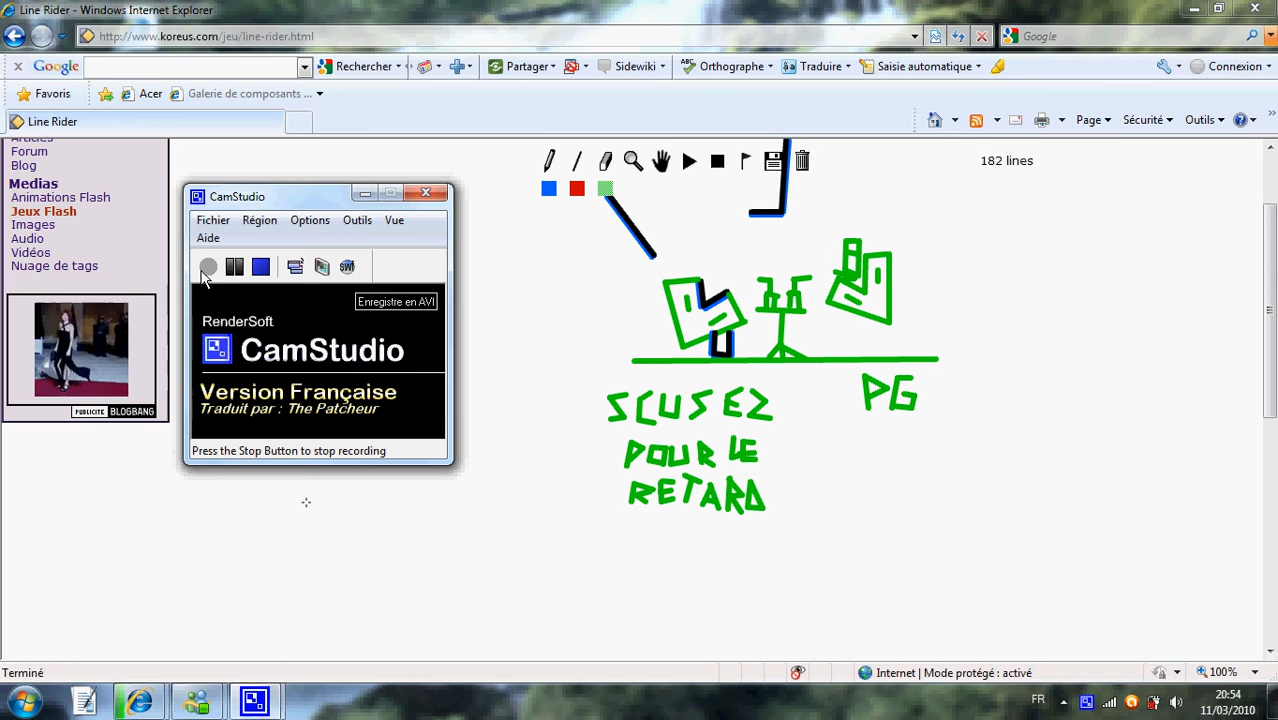 Line Rider - Windows Internet Explorer
http://www.koreus.com/jeu/line-rider.html
Google
Google
Rechercher
Partager
Sidewiki
ABC
Orthographe
Traduire
Saisie automatique
Connexion
Favoris
Acer
Galerie de composants ...
Line Rider
Page
Sécurité
Outils
Articles
Forum
Blog
Medias
Animations Flash
Jeux Flash
Images
Audio
Vidéos
Nuage de tags
PUBLICITE BLOGBANG
182 lines
CamStudio
Fichier Région Options Outils Vue
Aide
SWF
Enregistre en AVI
RenderSoft
CamStudio
Version Française
Traduit par : The Patcheur
Press the Stop Button to stop recording
SCUSEZ
POUR LE
RETARD
PG
Terminé
Internet | Mode protégé : activé
100%
FR
20:54
11/03/2010